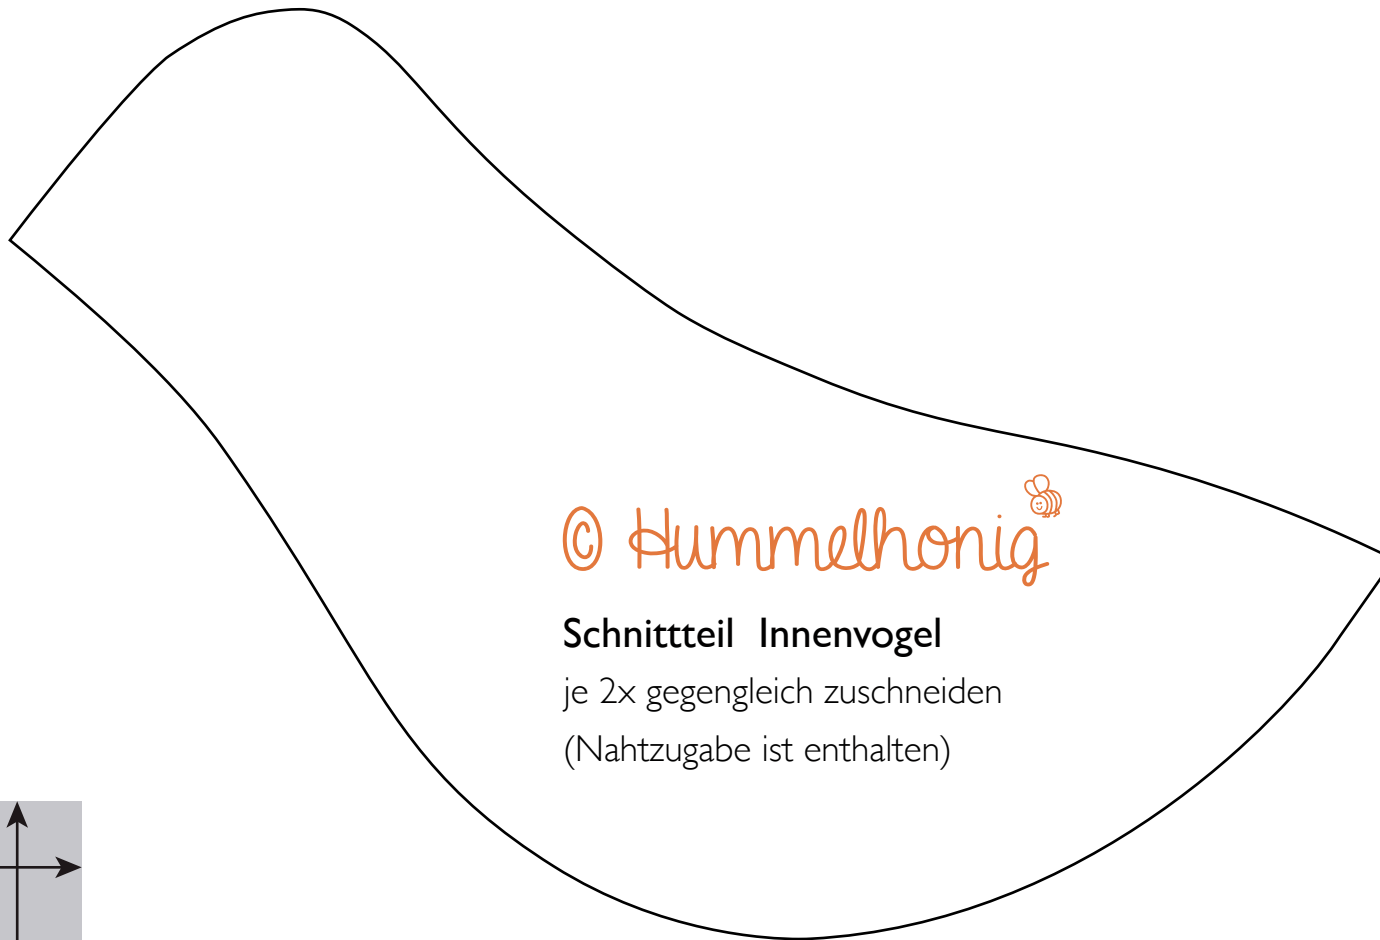 © Hummelhonig
Schnittteil Innenvogel
je 2x gegengleich zuschneiden
(Nahtzugabe ist enthalten)